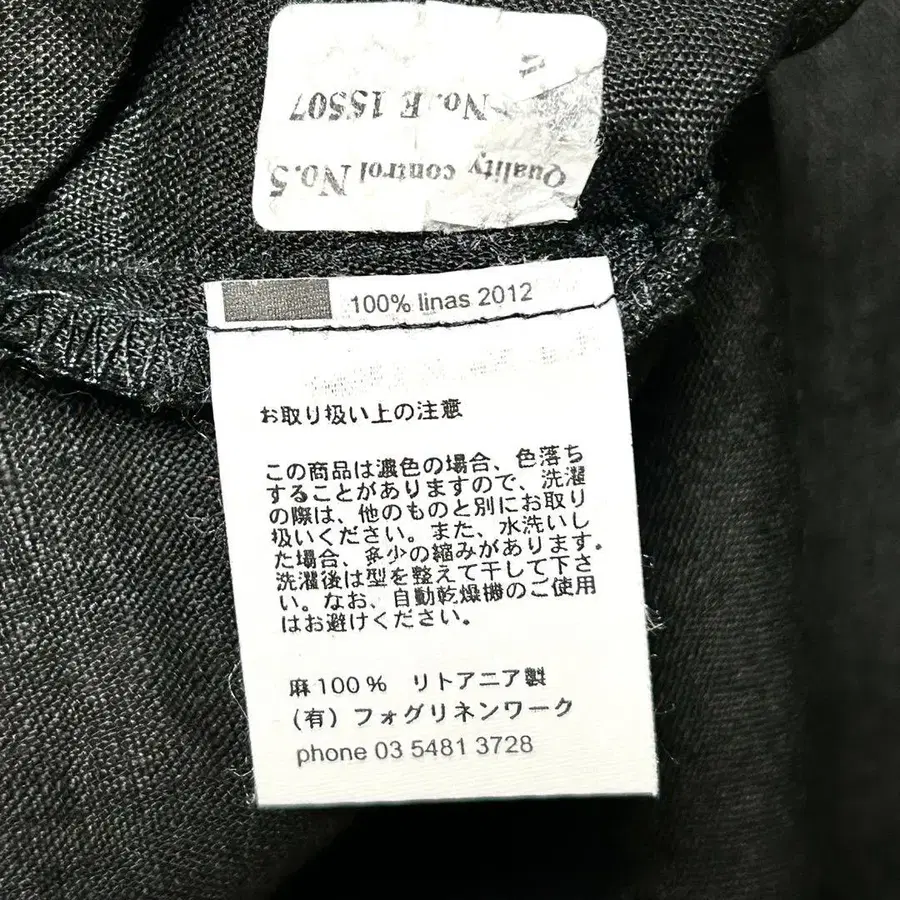 Quality control No.5
No. E 15507
100% linas 2012
お取り扱い上の注意
この商品は濃色の場合、色落ち
することがありますので、洗濯
の際は、他のものと別にお取り
扱いください。また、水洗いし
た場合、多少の縮みがあります。
洗濯後は型を整えて干して下さ
い。なお、自動乾燥機のご使用
はお避けください。
麻100% リトアニア製
(有)フォグリネンワーク
phone 03 5481 3728